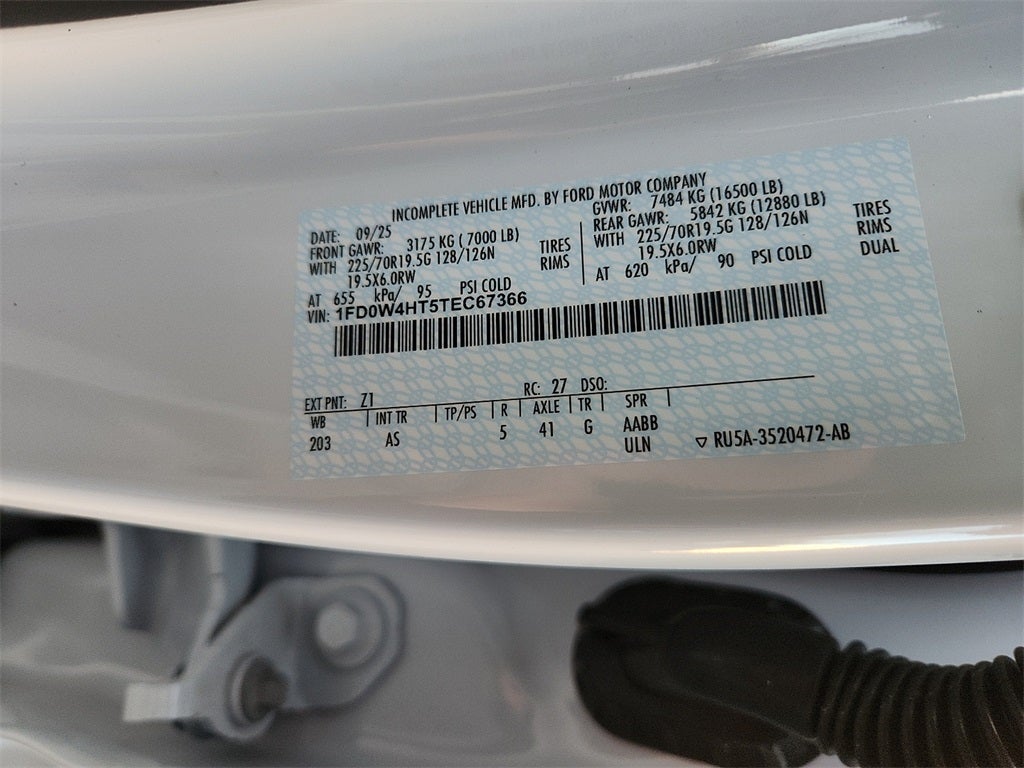 INCOMPLETE VEHICLE MFD. BY FORD MOTOR COMPANY
DATE: 09/25 GVWR: 7484 KG (16500 LB)
FRONT GAWR: 3175 KG ( 7000 LB) REAR GAWR: 5842 KG (12880 LB)
WITH 225/70R19.5G 128/126N TIRES WITH 225/70R19.5G 128/126N TIRES
19.5X6.0RW RIMS 19.5X6.0RW RIMS
AT 655 kPa/ 95 PSI COLD AT 620 kPa/ 90 PSI COLD DUAL
VIN: 1FD0W4HT5TEC67366
EXT PNT: Z1 RC: 27 DSO:
WB INT TR TP/PS R AXLE TR SPR
203 AS 5 41 G AABB
ULN ▽ RU5A-3520472-AB